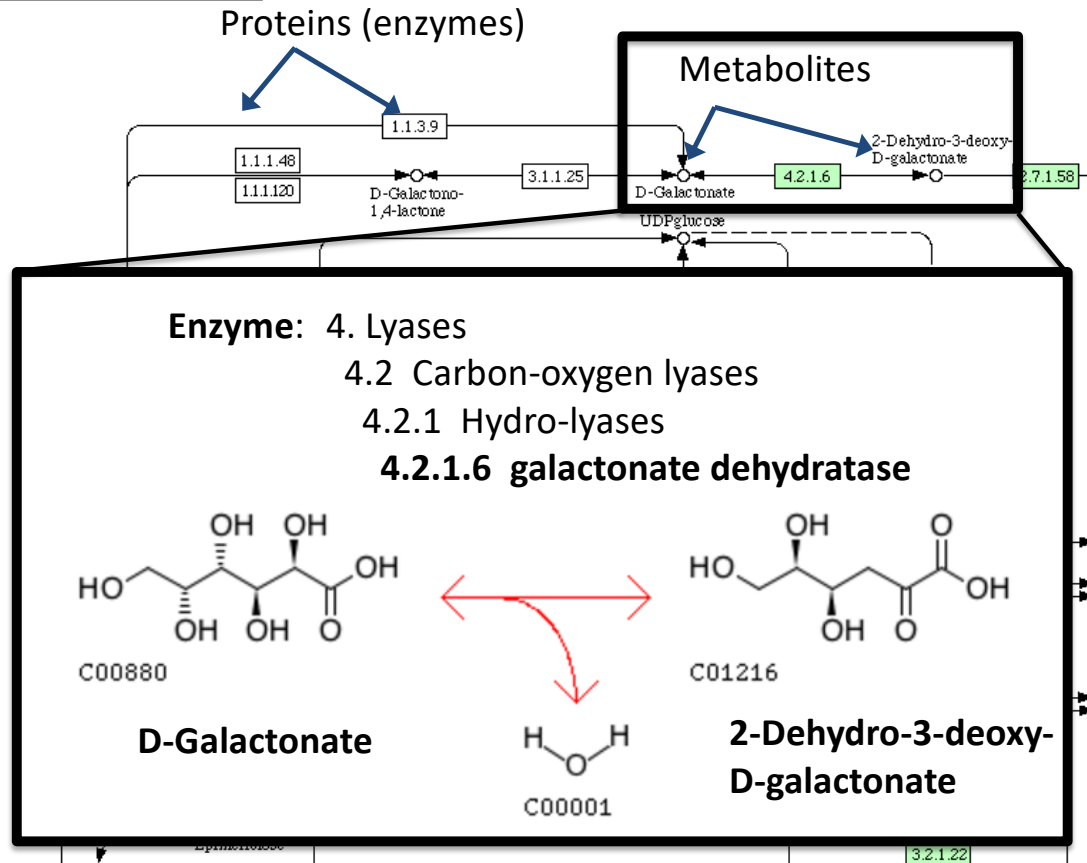 Proteins (enzymes)
Metabolites
1.1.3.9
2-Dehydro-3-deoxy-
D-galactonate
1.1.1.48
1.1.1.120
3.1.1.25
4.2.1.6
2.7.1.58
D-Galactono-
1,4-lactone
D-Galactonate
UDPglucose
Enzyme: 4. Lyases
4.2 Carbon-oxygen lyases
4.2.1 Hydro-lyases
4.2.1.6 galactonate dehydratase
OH OH
HO OH
OH OH O
C00880
OH O
HO OH
OH O
C01216
D-Galactonate
H H
O
C00001
2-Dehydro-3-deoxy-
D-galactonate
3.2.1.22